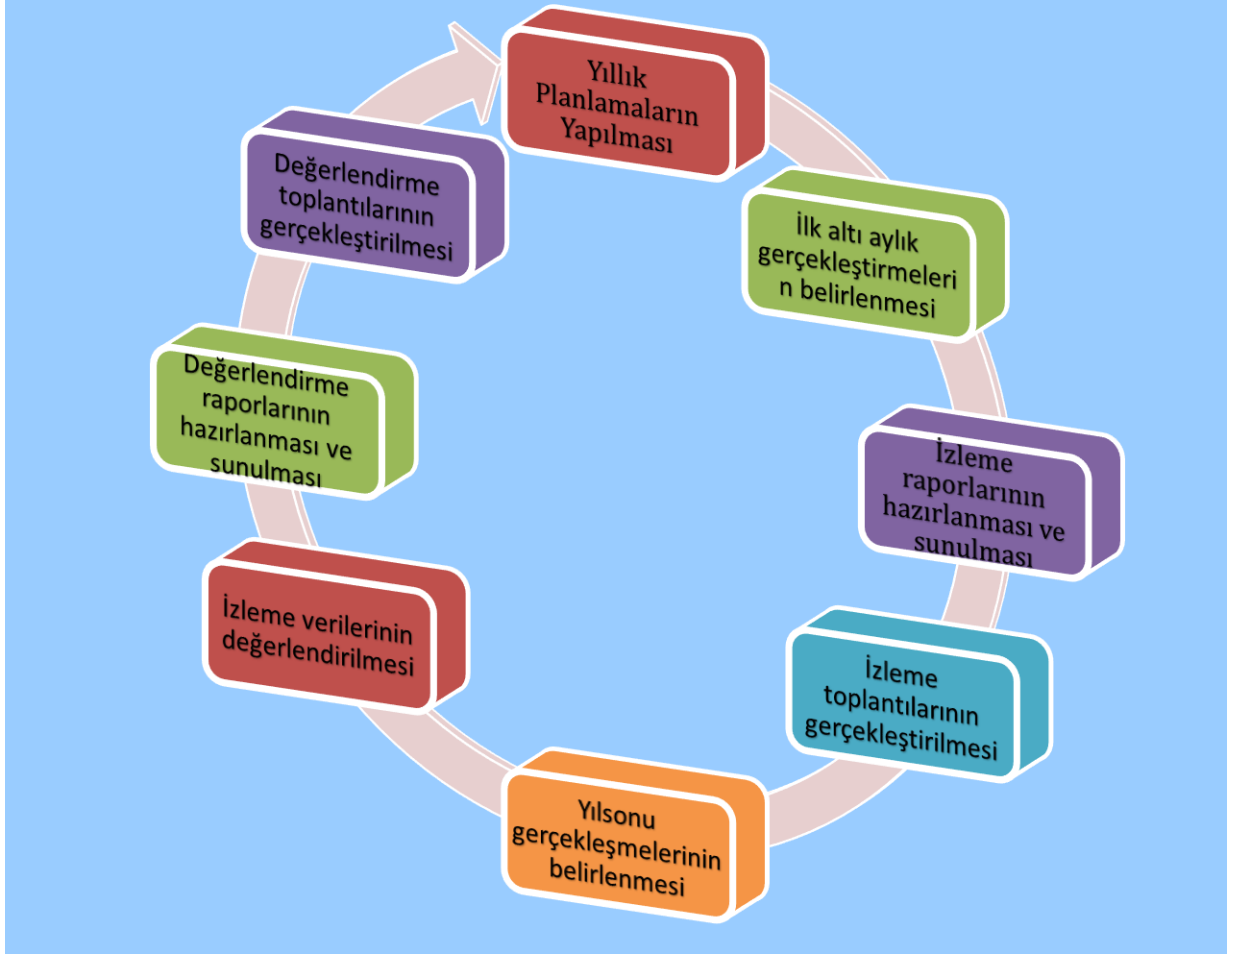 Yıllık
Planlamaların
Yapılması
İlk altı aylık
gerçekleştirmeleri
n belirlenmesi
İzleme
raporlarının
hazırlanması ve
sunulması
İzleme
toplantılarının
gerçekleştirilmesi
Yılsonu
gerçekleşmelerinin
belirlenmesi
İzleme verilerinin
değerlendirilmesi
Değerlendirme
raporlarının
hazırlanması ve
sunulması
Değerlendirme
toplantılarının
gerçekleştirilmesi